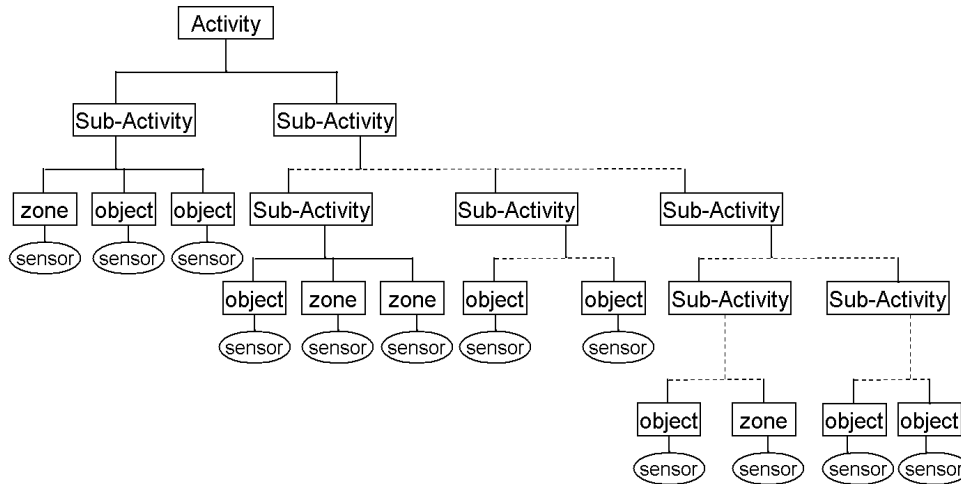 Activity
Sub-Activity Sub-Activity
zone object object Sub-Activity Sub-Activity Sub-Activity
sensor sensor sensor
object zone zone object object Sub-Activity Sub-Activity
sensor sensor sensor sensor sensor
object zone object object
sensor sensor sensor sensor